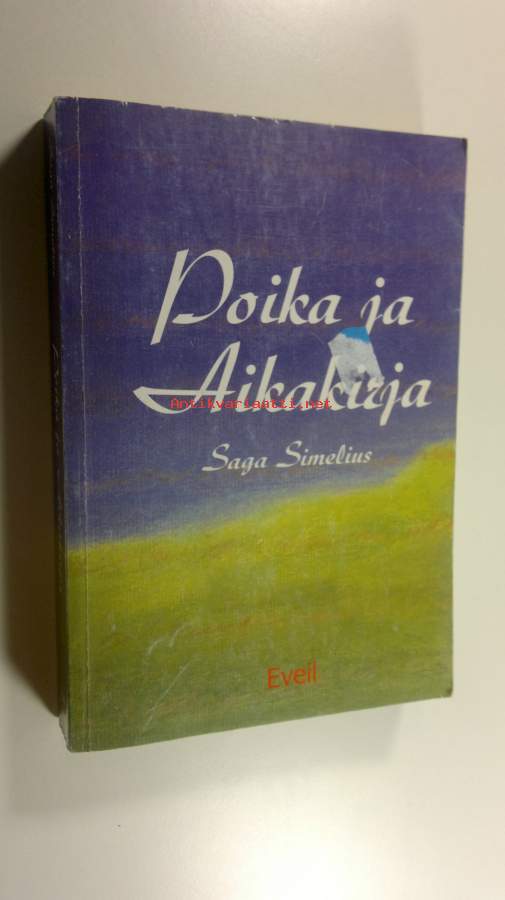 Poika ja
Aikakirja
Antikvariaatti.net
Saga Simelius
Eveil